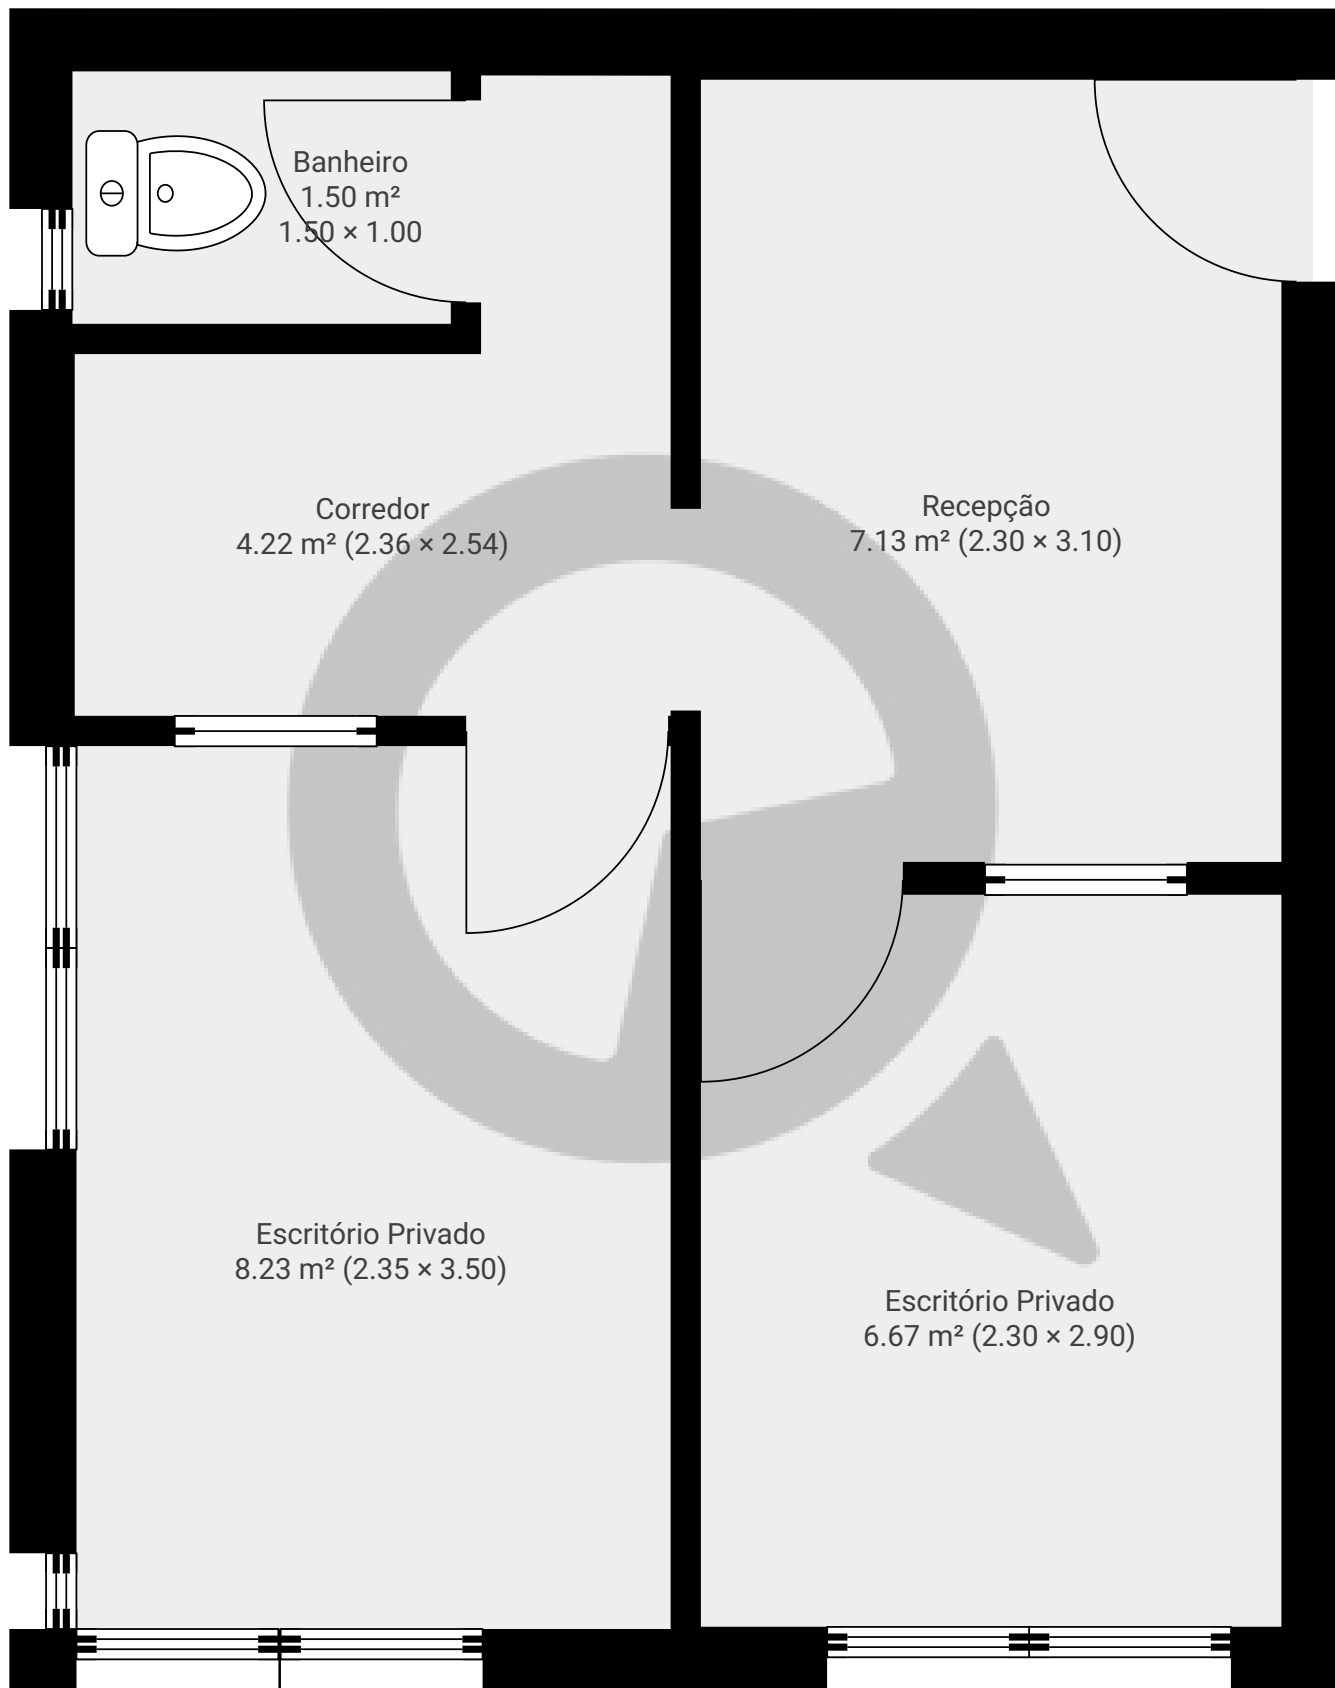 Banheiro
1.50 m²
1.50 × 1.00
Corredor
4.22 m² (2.36 × 2.54)
Recepção
7.13 m² (2.30 × 3.10)
Escritório Privado
8.23 m² (2.35 × 3.50)
Escritório Privado
6.67 m² (2.30 × 2.90)